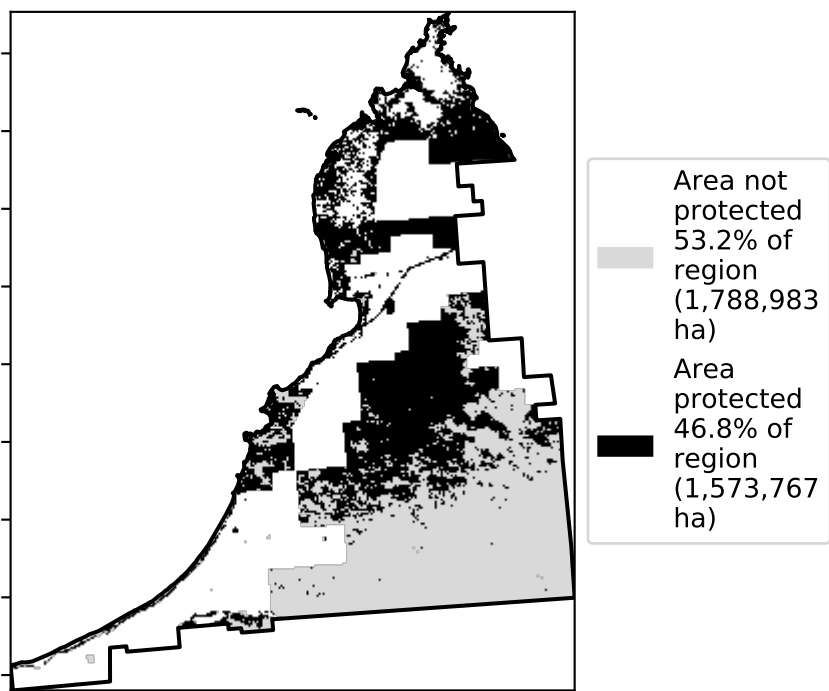 Area not
protected
53.2% of
region
(1,788,983
ha)
Area
protected
46.8% of
region
(1,573,767
ha)